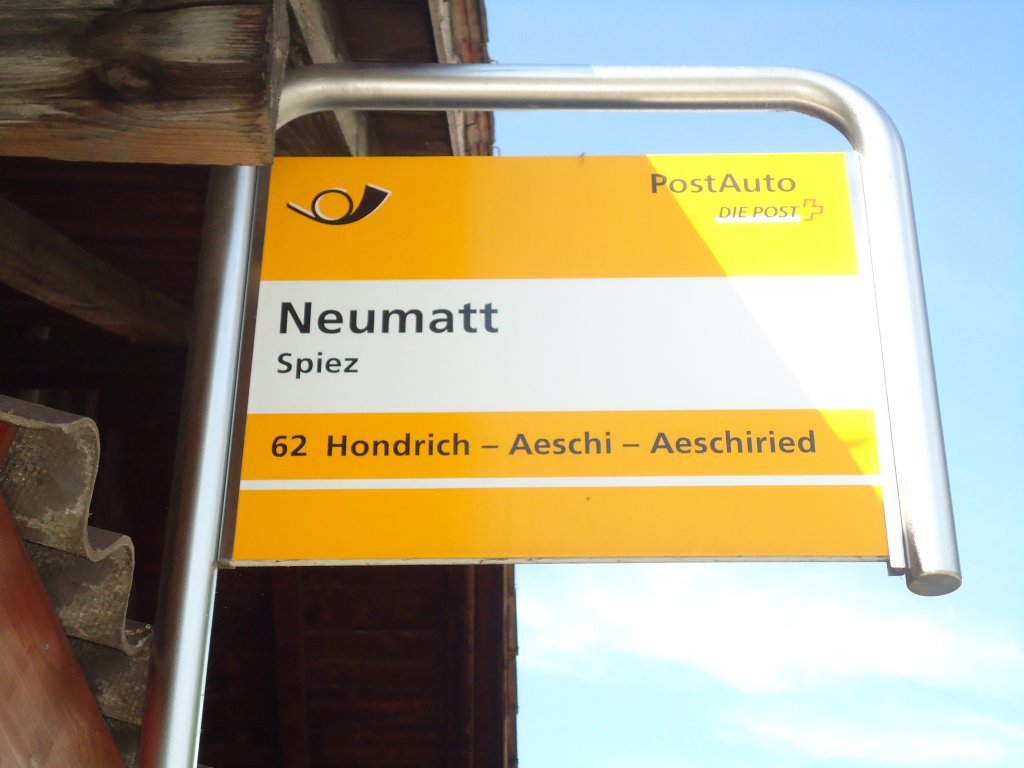 PostAuto
DIE POST
Neumatt
Spiez
62 Hondrich – Aeschi – Aeschiried